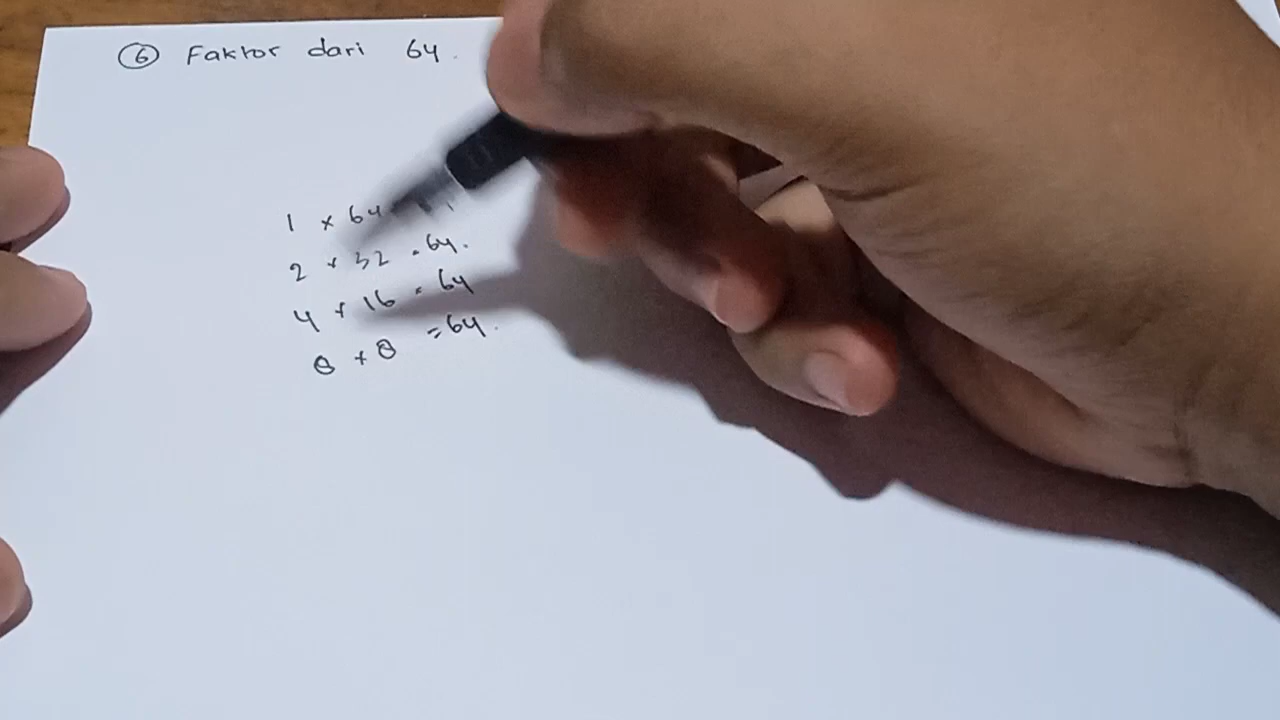 ⑥ Faktor dari 64.
1 × 64
2 × 32 = 64.
4 × 16 = 64
8 × 8 = 64.